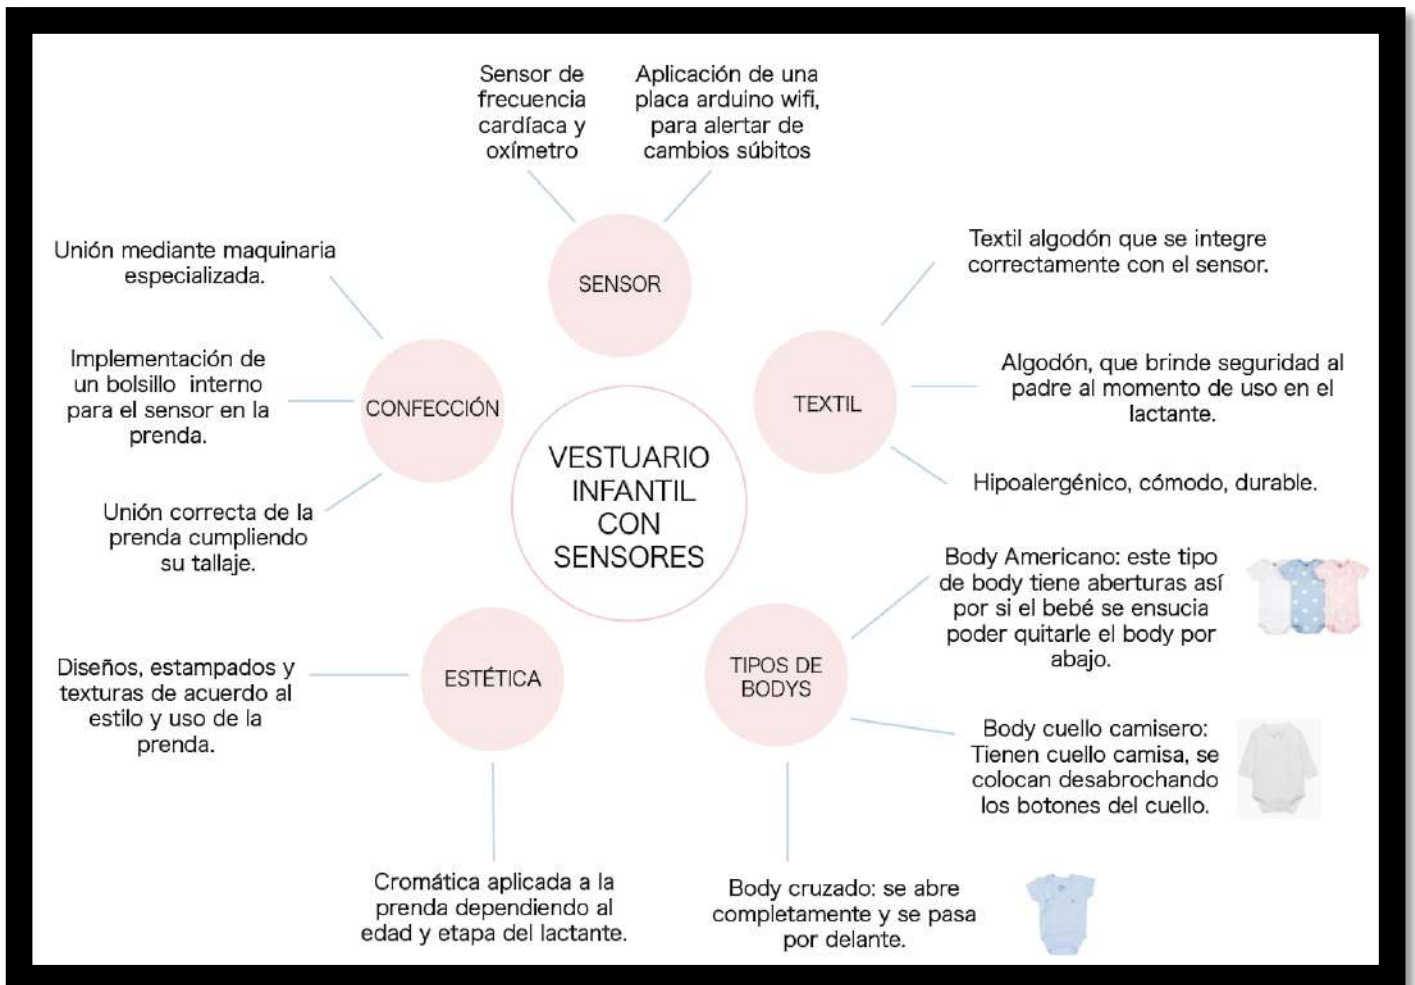 Sensor de
frecuencia
cardíaca y
oxímetro
Aplicación de una
placa arduino wifi,
para alertar de
cambios súbitos
SENSOR
Unión mediante maquinaria
especializada.
Implementación de
un bolsillo interno
para el sensor en la
prenda.
Unión correcta de la
prenda cumpliendo
su tallaje.
CONFECCIÓN
Textil algodón que se integre
correctamente con el sensor.
Algodón, que brinde seguridad al
padre al momento de uso en el
lactante.
Hipoalergénico, cómodo, durable.
TEXTIL
VESTUARIO
INFANTIL
CON
SENSORES
ESTÉTICA
Diseños, estampados y
texturas de acuerdo al
estilo y uso de la
prenda.
Cromática aplicada a la
prenda dependiendo al
edad y etapa del lactante.
TIPOS DE
BODYS
Body Americano: este tipo
de body tiene aberturas así
por si el bebé se ensucia
poder quitarle el body por
abajo.
Body cuello camisero:
Tienen cuello camisa, se
colocan desabrochando
los botones del cuello.
Body cruzado: se abre
completamente y se pasa
por delante.